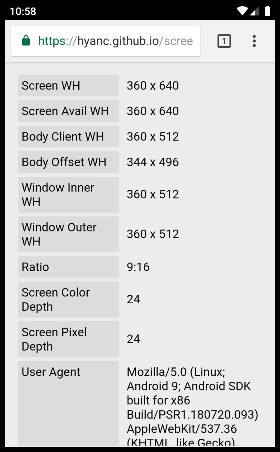 10:58
https://hyanc.github.io/scree
1
Screen WH 360 x 640
Screen Avail WH 360 x 640
Body Client WH 360 x 512
Body Offset WH 344 x 496
Window Inner
WH 360 x 512
Window Outer
WH 360 x 512
Ratio 9:16
Screen Color
Depth 24
Screen Pixel
Depth 24
User Agent Mozilla/5.0 (Linux;
Android 9; Android SDK
built for x86
Build/PSR1.180720.093)
AppleWebKit/537.36
(KHTML, like Gecko)